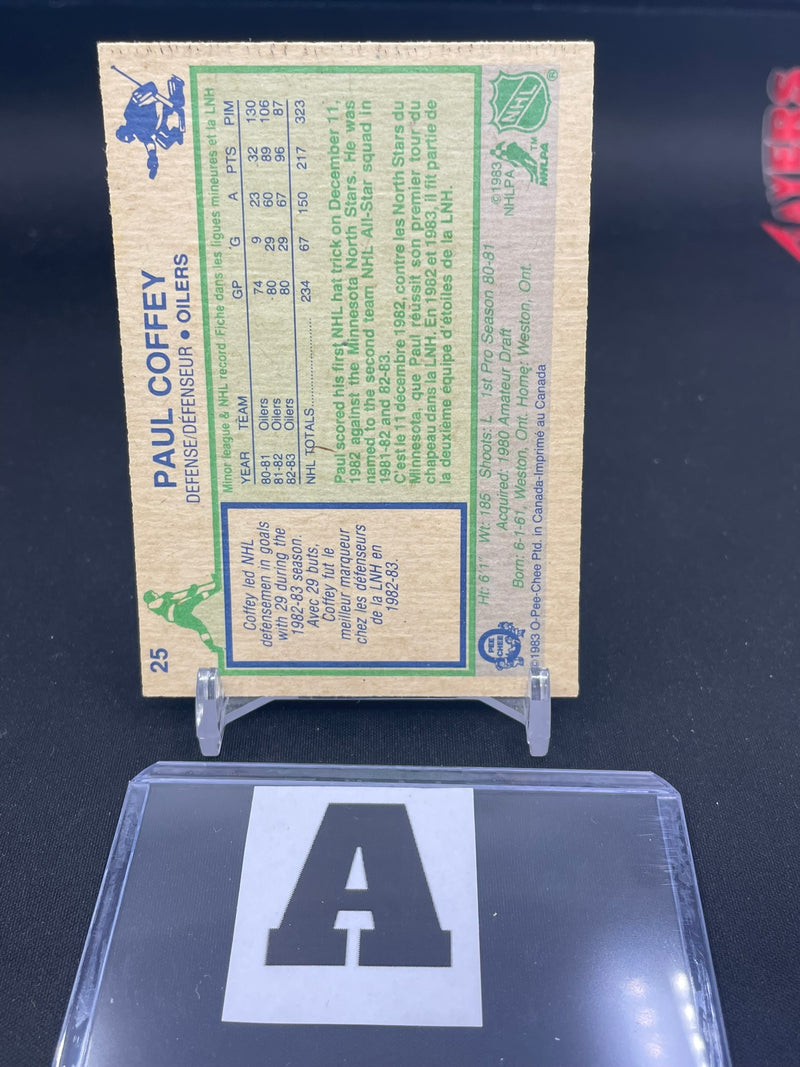 25
PAUL COFFEY
DEFENSE/DÉFENSEUR • OILERS
Coffey led NHL
defensemen in goals
with 29 during the
1982-83 season.
Avec 29 buts,
Coffey fut le
meilleur marqueur
chez les défenseurs
de la LNH en
1982-83.
Minor league & NHL record/Fiche dans les ligues mineures et la LNH
YEAR TEAM GP G A PTS PIM
80-81 Oilers 74 9 23 32 130
81-82 Oilers 80 29 60 89 106
82-83 Oilers 80 29 67 96 87
NHL TOTALS.................... 234 67 150 217 323
Paul scored his first NHL hat trick on December 11,
1982 against the Minnesota North Stars. He was
named to the second team NHL All-Star squad in
1981-82 and 82-83.
C'est le 11 décembre 1982, contre les North Stars du
Minnesota, que Paul réussit son premier tour du
chapeau dans la LNH. En 1982 et 1983, il fit partie de
la deuxième équipe d'étoiles de la LNH.
Ht: 6'1" Wt: 185 Shoots: L 1st Pro Season 80-81
Acquired: 1980 Amateur Draft
Born: 6-1-61, Weston, Ont. Home: Weston, Ont.
©1983 O-Pee-Chee Ptd. in Canada-Imprimé au Canada
O PEE CHEE
NHL ®
©1983
NHLPA
NHLPA ™
A